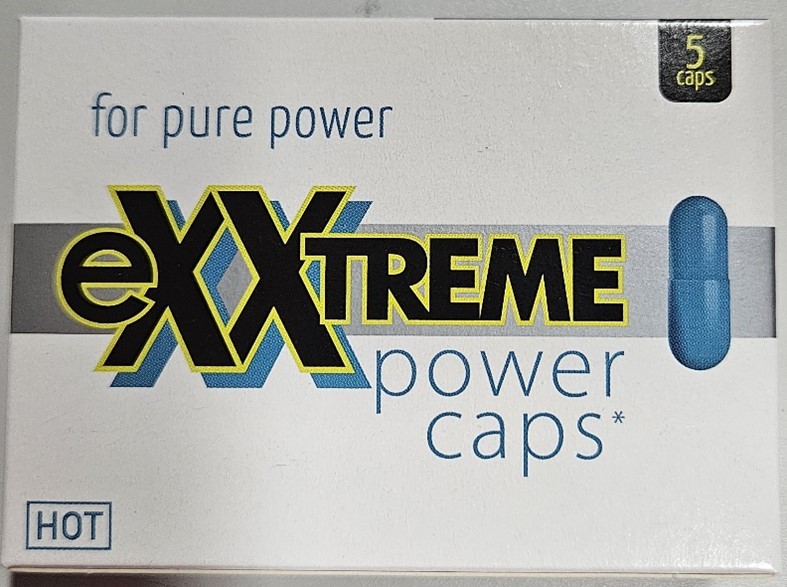 5
caps
for pure power
eXXTREME
power
caps*
HOT